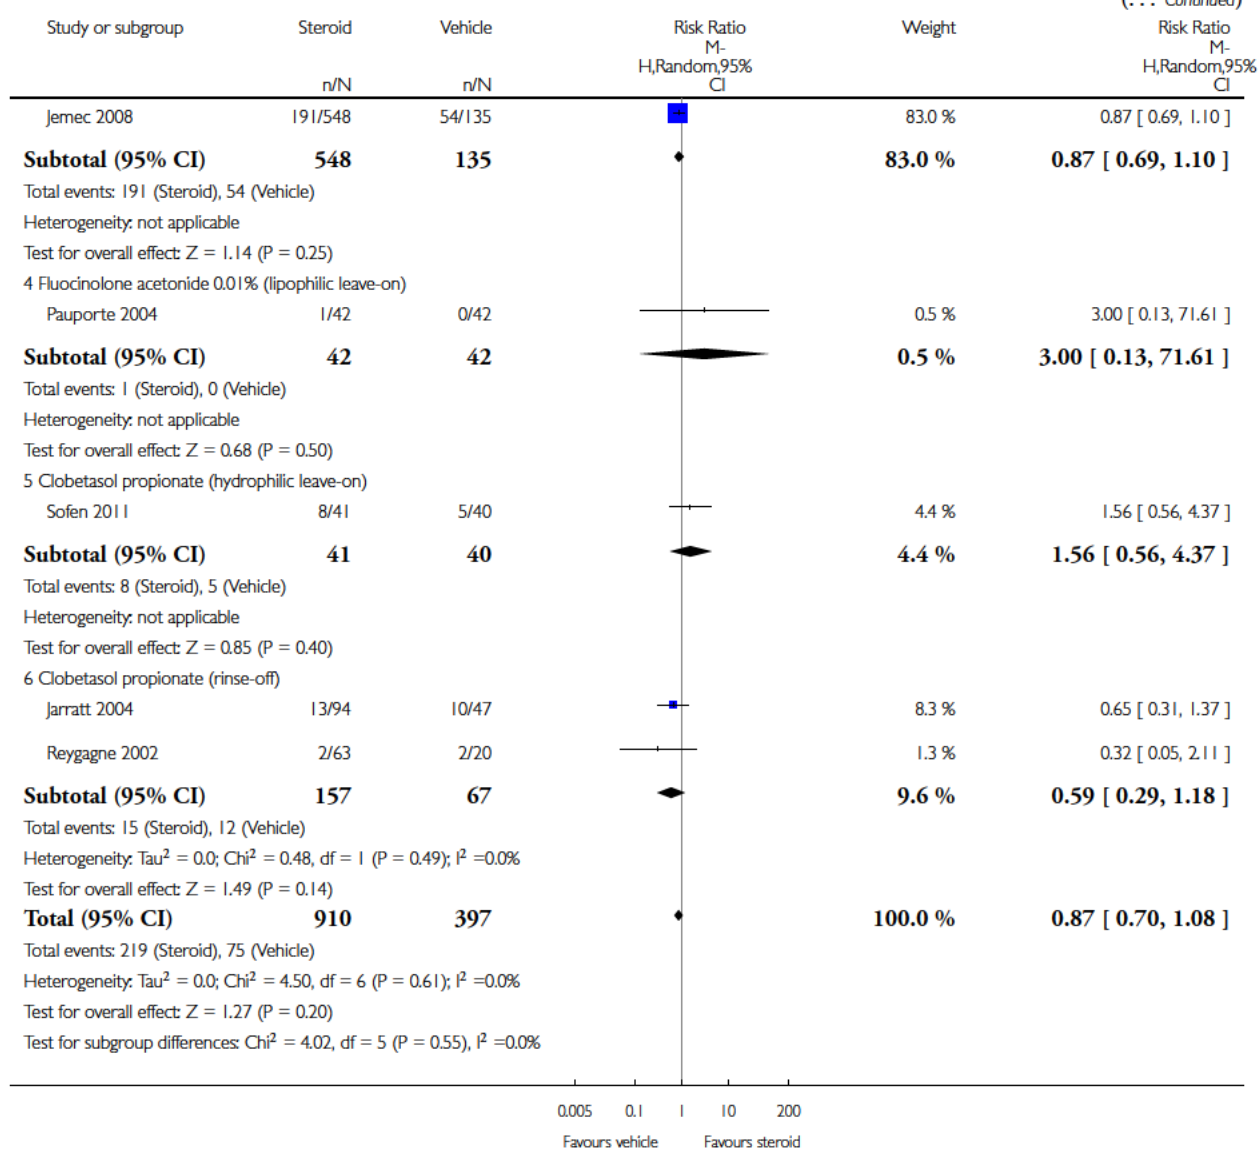 (... Continued)
Study or subgroup Steroid Vehicle Risk Ratio Weight Risk Ratio
M- M-
H,Random,95% H,Random,95%
n/N n/N CI CI
Jemec 2008 191/548 54/135 83.0 % 0.87 [ 0.69, 1.10 ]
Subtotal (95% CI) 548 135 83.0 % 0.87 [ 0.69, 1.10 ]
Total events: 191 (Steroid), 54 (Vehicle)
Heterogeneity: not applicable
Test for overall effect: Z = 1.14 (P = 0.25)
4 Fluocinolone acetonide 0.01% (lipophilic leave-on)
Pauporte 2004 1/42 0/42 0.5 % 3.00 [ 0.13, 71.61 ]
Subtotal (95% CI) 42 42 0.5 % 3.00 [ 0.13, 71.61 ]
Total events: 1 (Steroid), 0 (Vehicle)
Heterogeneity: not applicable
Test for overall effect: Z = 0.68 (P = 0.50)
5 Clobetasol propionate (hydrophilic leave-on)
Sofen 2011 8/41 5/40 4.4 % 1.56 [ 0.56, 4.37 ]
Subtotal (95% CI) 41 40 4.4 % 1.56 [ 0.56, 4.37 ]
Total events: 8 (Steroid), 5 (Vehicle)
Heterogeneity: not applicable
Test for overall effect: Z = 0.85 (P = 0.40)
6 Clobetasol propionate (rinse-off)
Jarratt 2004 13/94 10/47 8.3 % 0.65 [ 0.31, 1.37 ]
Reygagne 2002 2/63 2/20 1.3 % 0.32 [ 0.05, 2.11 ]
Subtotal (95% CI) 157 67 9.6 % 0.59 [ 0.29, 1.18 ]
Total events: 15 (Steroid), 12 (Vehicle)
Heterogeneity: Tau² = 0.0; Chi² = 0.48, df = 1 (P = 0.49); I² =0.0%
Test for overall effect: Z = 1.49 (P = 0.14)
Total (95% CI) 910 397 100.0 % 0.87 [ 0.70, 1.08 ]
Total events: 219 (Steroid), 75 (Vehicle)
Heterogeneity: Tau² = 0.0; Chi² = 4.50, df = 6 (P = 0.61); I² =0.0%
Test for overall effect: Z = 1.27 (P = 0.20)
Test for subgroup differences: Chi² = 4.02, df = 5 (P = 0.55), I² =0.0%
0.005 0.1 1 10 200
Favours vehicle Favours steroid